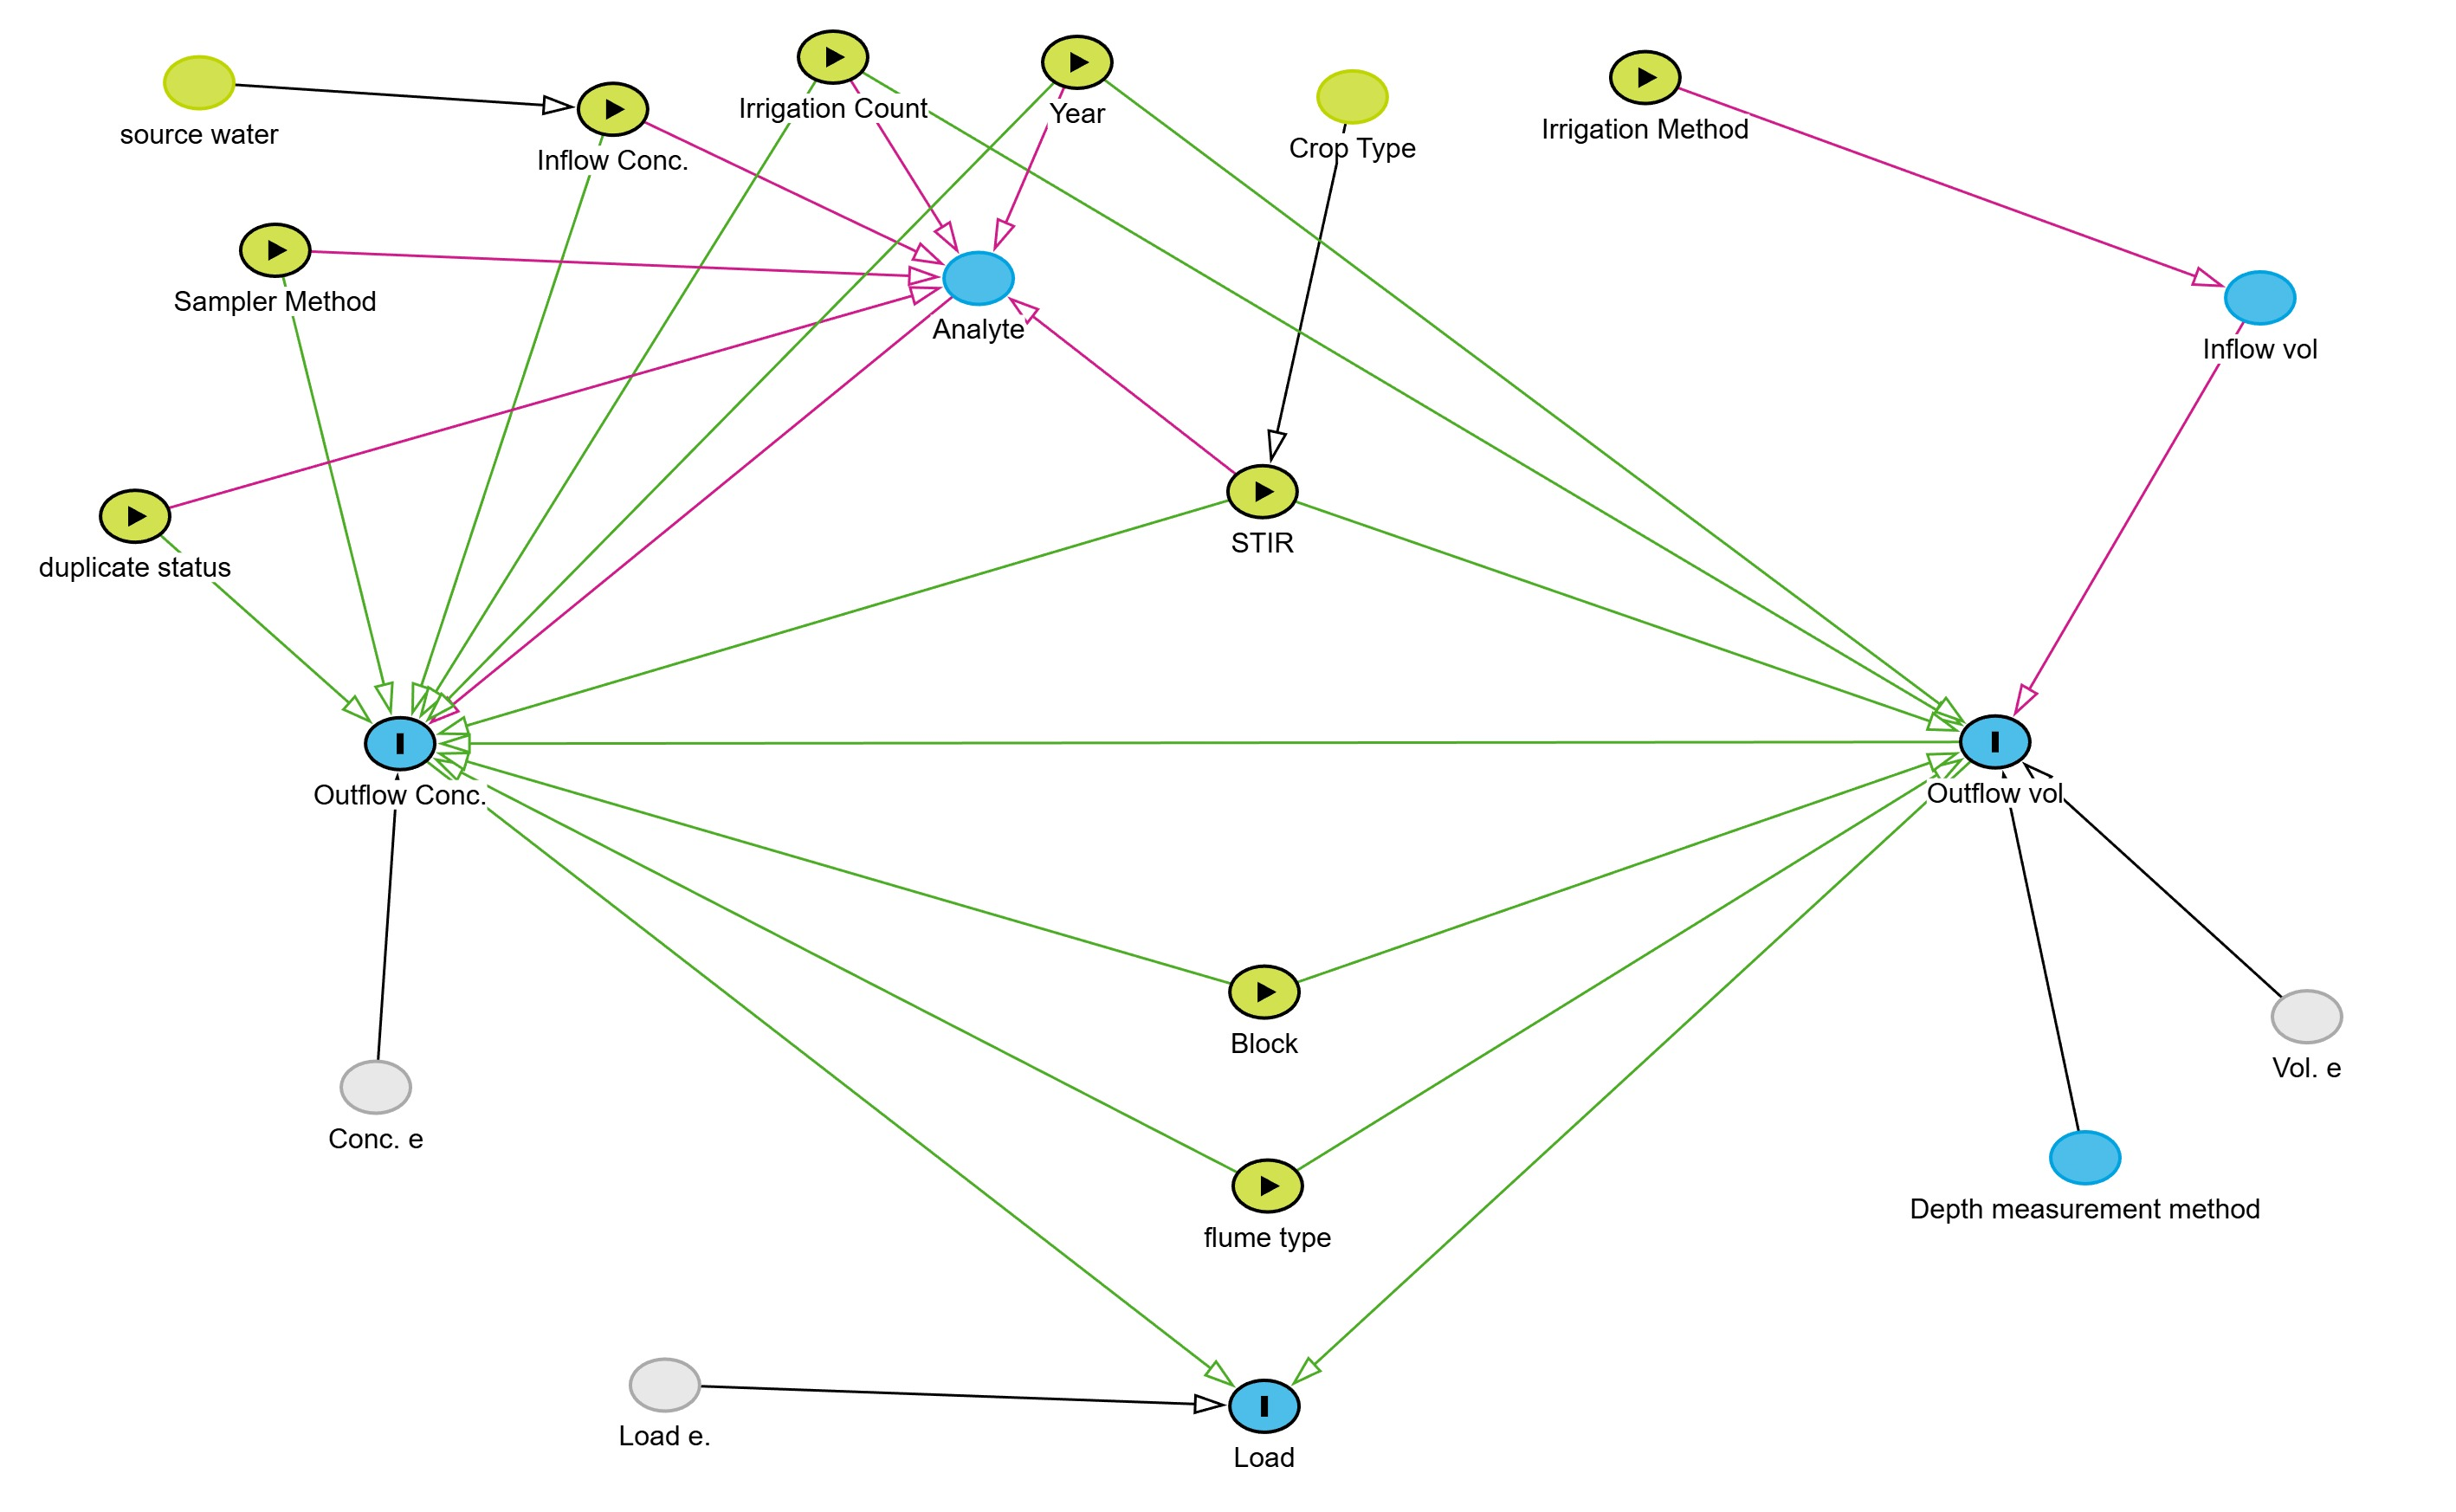 source water
Inflow Conc.
Irrigation Count
Year
Crop Type
Irrigation Method
Sampler Method
Analyte
Inflow vol
duplicate status
STIR
Outflow Conc.
Outflow vol
Block
Vol. e
Conc. e
Depth measurement method
flume type
Load e.
Load